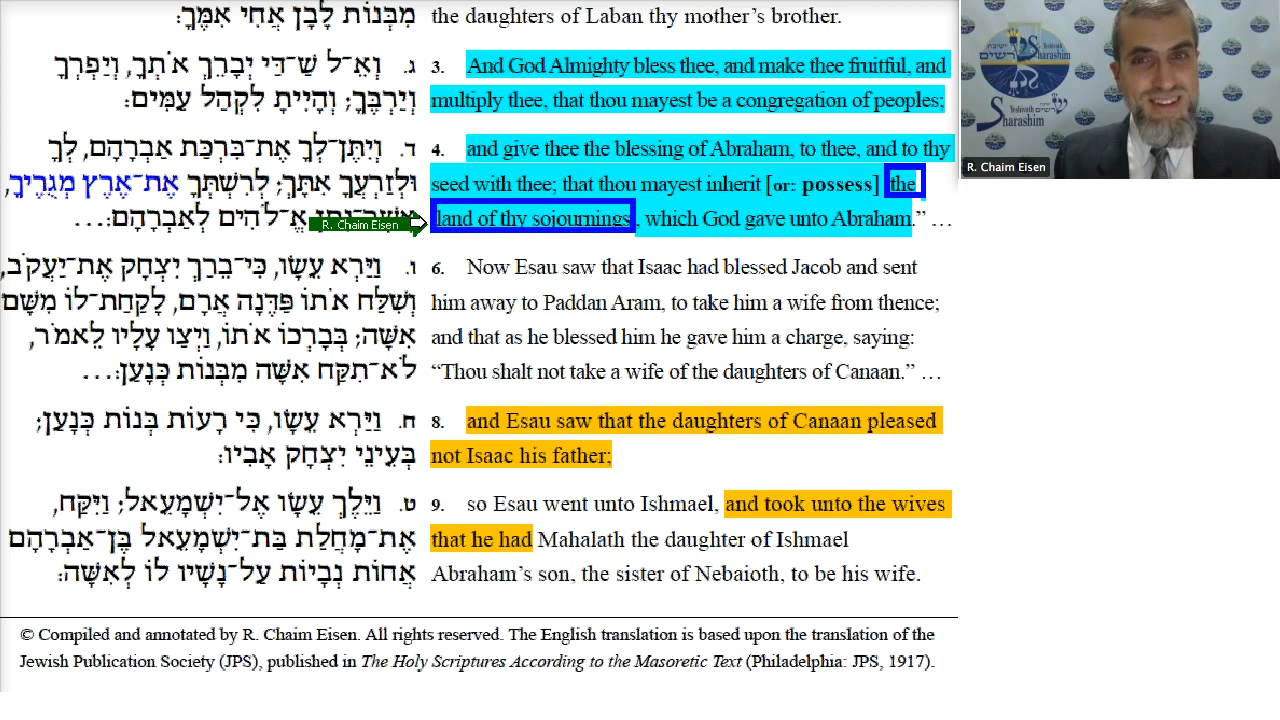 מִבְּנוֹת לָבָן אֲחִי אִמֶּךָ:
the daughters of Laban thy mother’s brother.
ג. וְאֵ־ל שַׁ־דַּי יְבָרֵךְ אֹתְךָ, וְיַפְרְךָ
וְיַרְבֶּךָ; וְהָיִיתָ לִקְהַל עַמִּים:
3. And God Almighty bless thee, and make thee fruitful, and
multiply thee, that thou mayest be a congregation of peoples;
ד. וְיִתֶּן־לְךָ אֶת־בִּרְכַּת אַבְרָהָם, לְךָ
וּלְזַרְעֲךָ אִתָּךְ; לְרִשְׁתְּךָ אֶת־אֶרֶץ מְגֻרֶיךָ,
אֱ־לֹהִים לְאַבְרָהָם:...
4. and give thee the blessing of Abraham, to thee, and to thy
seed with thee; that thou mayest inherit [or: possess] the
land of thy sojournings, which God gave unto Abraham.” ...
R. Chaim Eisen
ו. וַיַּרְא עֵשָׂו, כִּי־בֵרַךְ יִצְחָק אֶת־יַעֲקֹב,
וְשִׁלַּח אֹתוֹ פַּדֶּנָה אֲרָם, לָקַחַת־לוֹ מִשָּׁם
אִשָּׁה; בְּבָרְכוֹ אֹתוֹ, וַיְצַו עָלָיו לֵאמֹר,
לֹא־תִקַּח אִשָּׁה מִבְּנוֹת כְּנָעַן:...
6. Now Esau saw that Isaac had blessed Jacob and sent
him away to Paddan Aram, to take him a wife from thence;
and that as he blessed him he gave him a charge, saying:
“Thou shalt not take a wife of the daughters of Canaan.” ...
ח. וַיַּרְא עֵשָׂו, כִּי רָעוֹת בְּנוֹת כְּנָעַן;
בְּעֵינֵי יִצְחָק אָבִיו:
8. and Esau saw that the daughters of Canaan pleased
not Isaac his father;
ט. וַיֵּלֶךְ עֵשָׂו אֶל־יִשְׁמָעֵאל; וַיִּקַּח,
אֶת־מָחֲלַת בַּת־יִשְׁמָעֵאל בֶּן־אַבְרָהָם
אֲחוֹת נְבָיוֹת עַל־נָשָׁיו לוֹ לְאִשָּׁה:
9. so Esau went unto Ishmael, and took unto the wives
that he had Mahalath the daughter of Ishmael
Abraham’s son, the sister of Nebaioth, to be his wife.
© Compiled and annotated by R. Chaim Eisen. All rights reserved. The English translation is based upon the translation of the
Jewish Publication Society (JPS), published in The Holy Scriptures According to the Masoretic Text (Philadelphia: JPS, 1917).
ישיבת
שרשים
Yeshivath
Sharashim
Yeshivath
Sharashim
R. Chaim Eisen